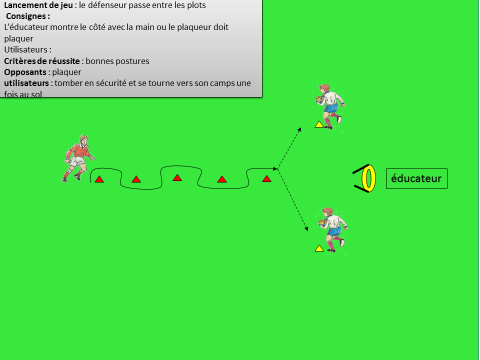 Lancement de jeu : le défenseur passe entre les plots
Consignes :
L'éducateur montre le côté avec la main ou le plaqueur doit
plaquer
Utilisateurs :
Critères de réussite : bonnes postures
Opposants : plaquer
utilisateurs : tomber en sécurité et se tourne vers son camps une
fois au sol
éducateur